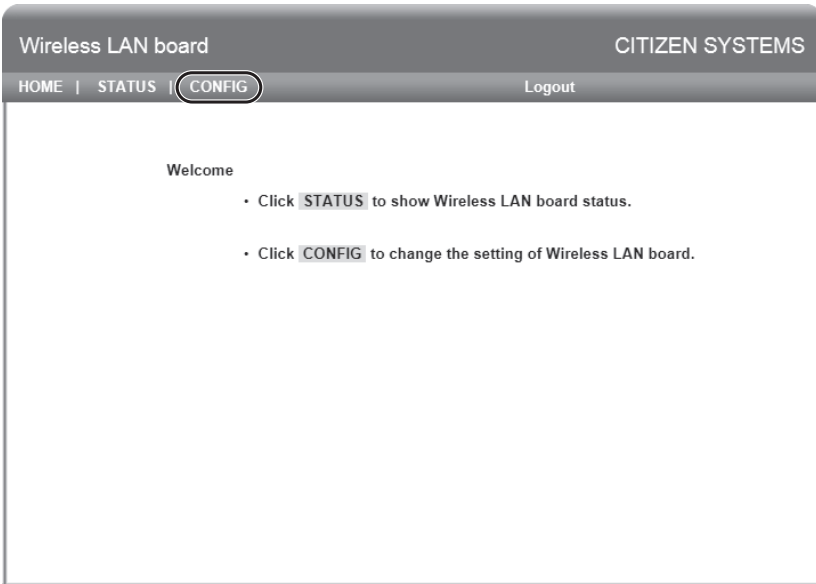 Wireless LAN board CITIZEN SYSTEMS
HOME | STATUS | CONFIG Logout
Welcome
• Click STATUS to show Wireless LAN board status.
• Click CONFIG to change the setting of Wireless LAN board.